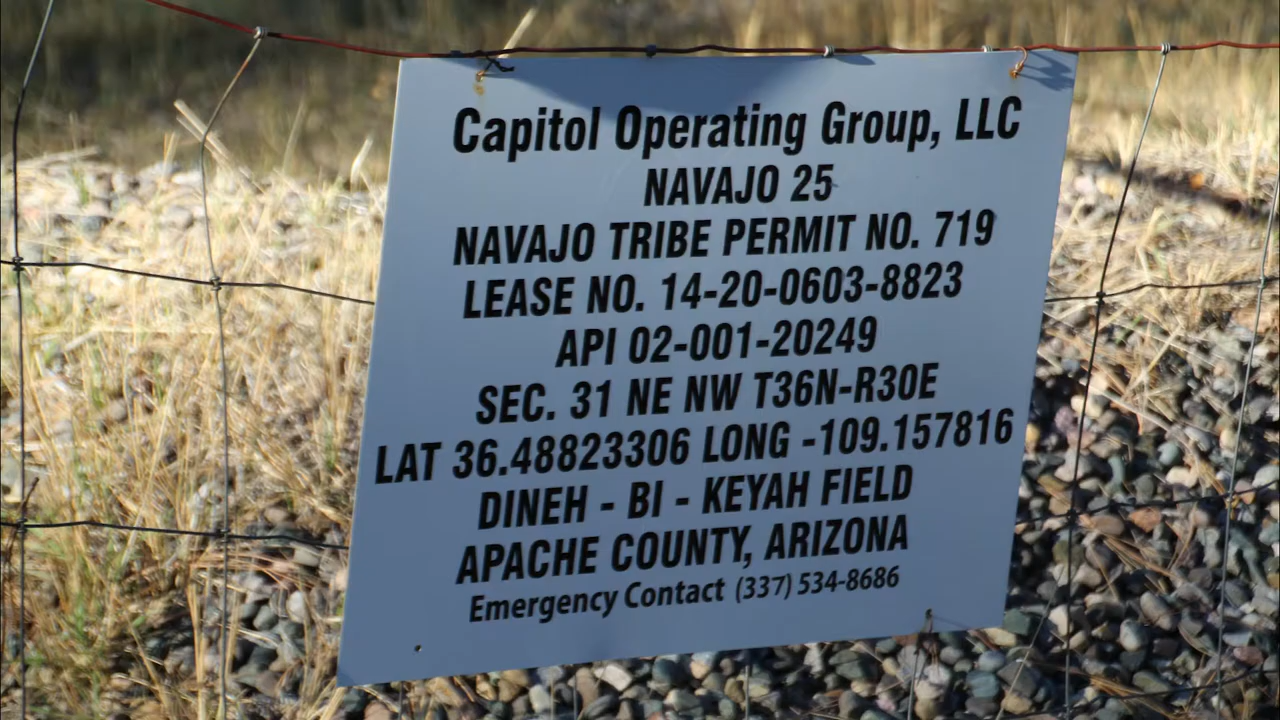 Capitol Operating Group, LLC
NAVAJO 25
NAVAJO TRIBE PERMIT NO. 719
LEASE NO. 14-20-0603-8823
API 02-001-20249
SEC. 31 NE NW T36N-R30E
LAT 36.48823306 LONG -109.157816
DINEH - BI - KEYAH FIELD
APACHE COUNTY, ARIZONA
Emergency Contact (337) 534-8686